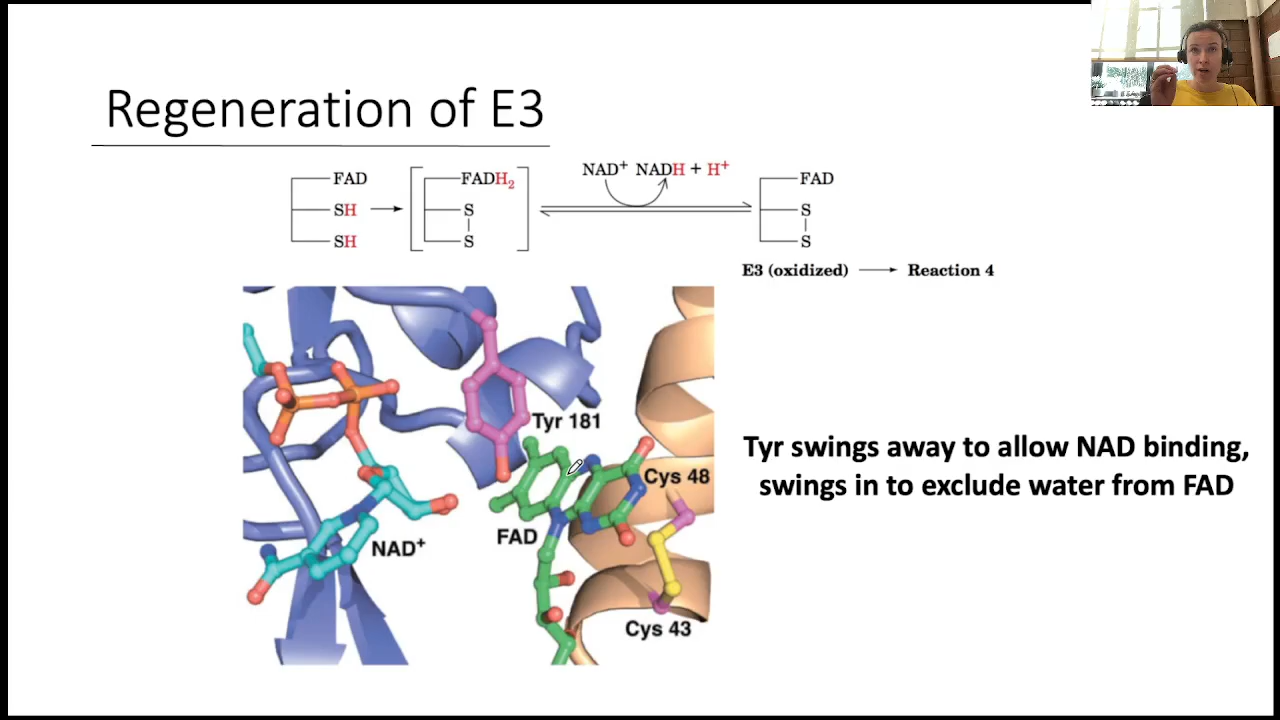 Regeneration of E3
FAD
SH
SH
FADH₂
S
S
NAD⁺ NADH + H⁺
FAD
S
S
E3 (oxidized) → Reaction 4
Tyr 181
Cys 48
FAD
NAD⁺
Cys 43
Tyr swings away to allow NAD binding,
swings in to exclude water from FAD